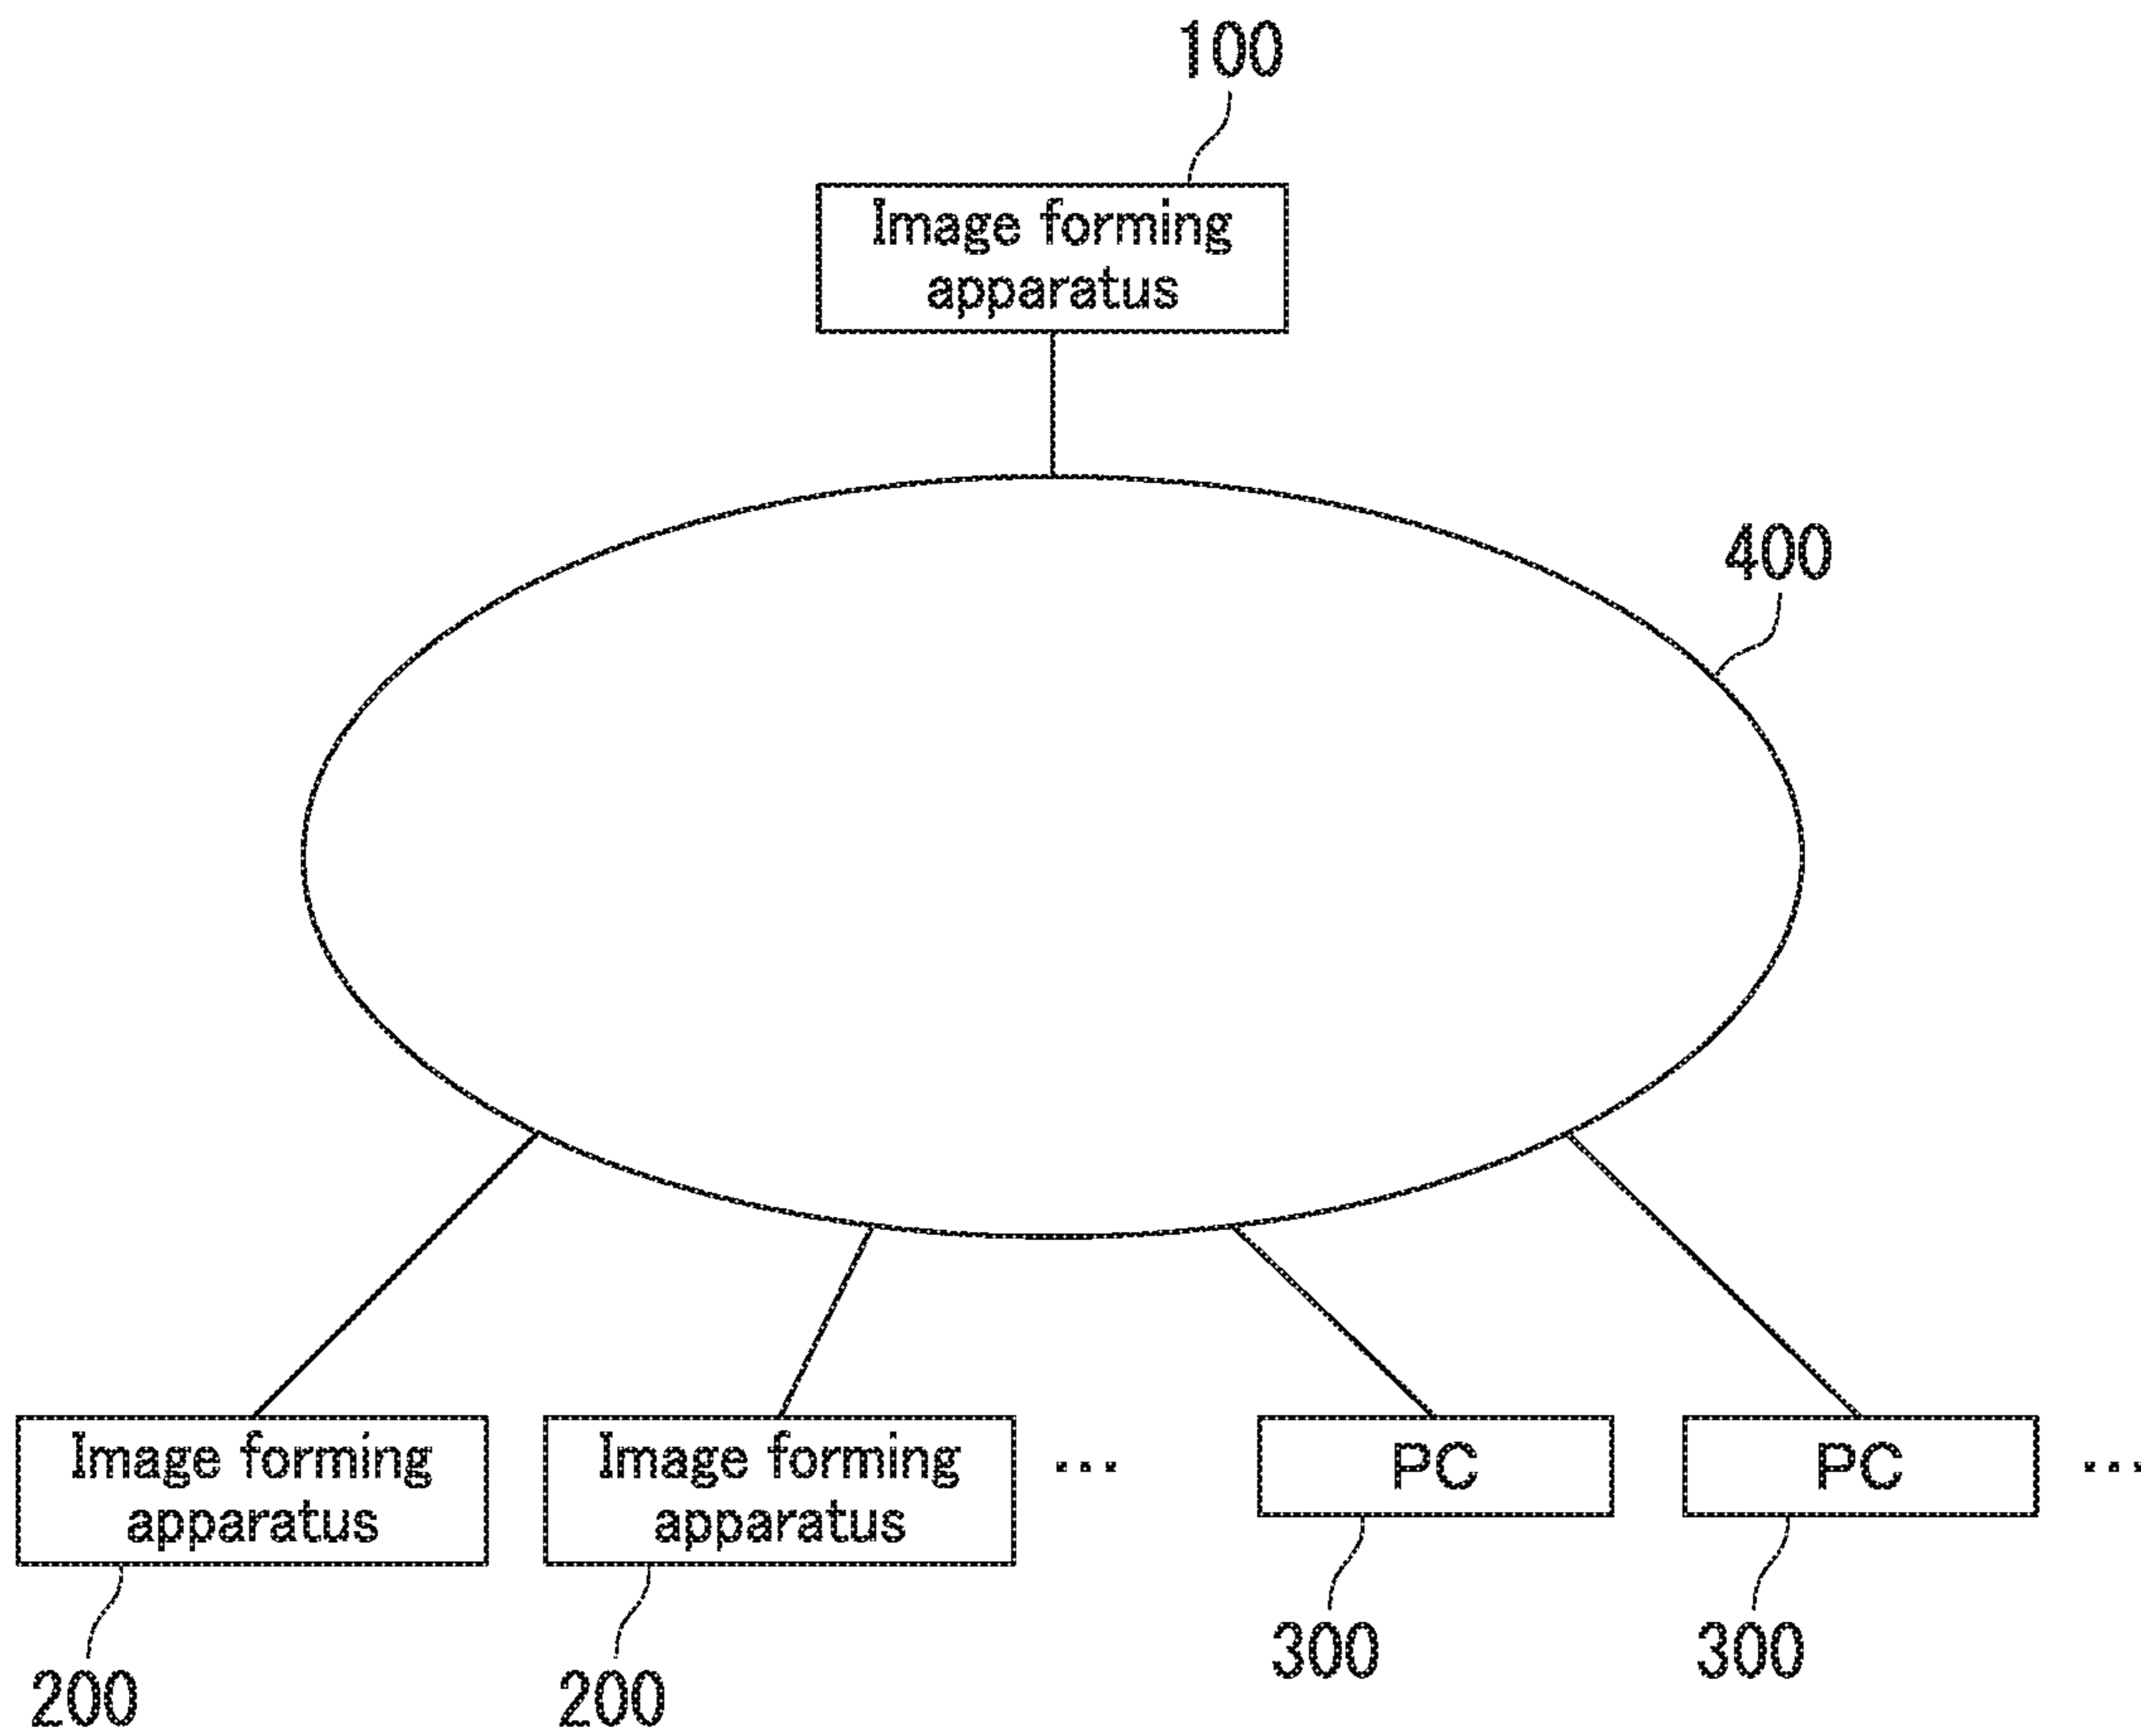 100
Image forming
apparatus
400
Image forming
apparatus
Image forming
apparatus
...
PC
PC
...
200
200
300
300